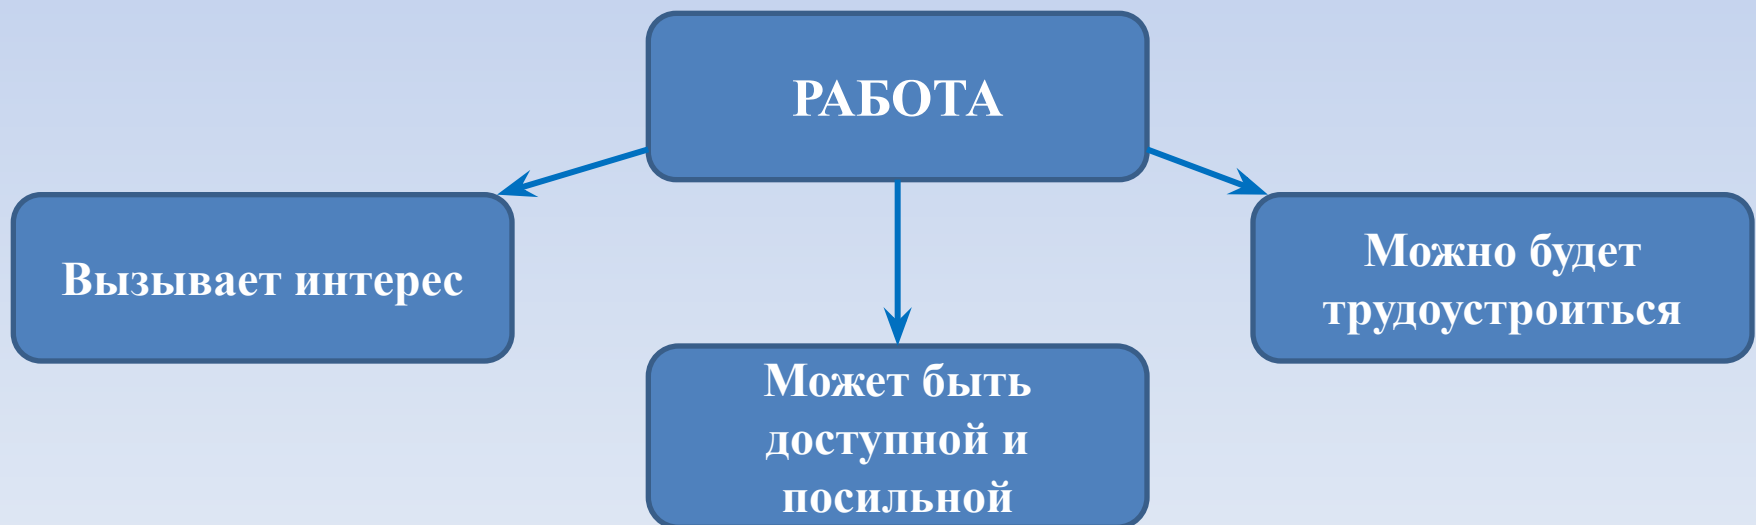 РАБОТА
Вызывает интерес
Можно будет
трудоустроиться
Может быть
доступной и
посильной